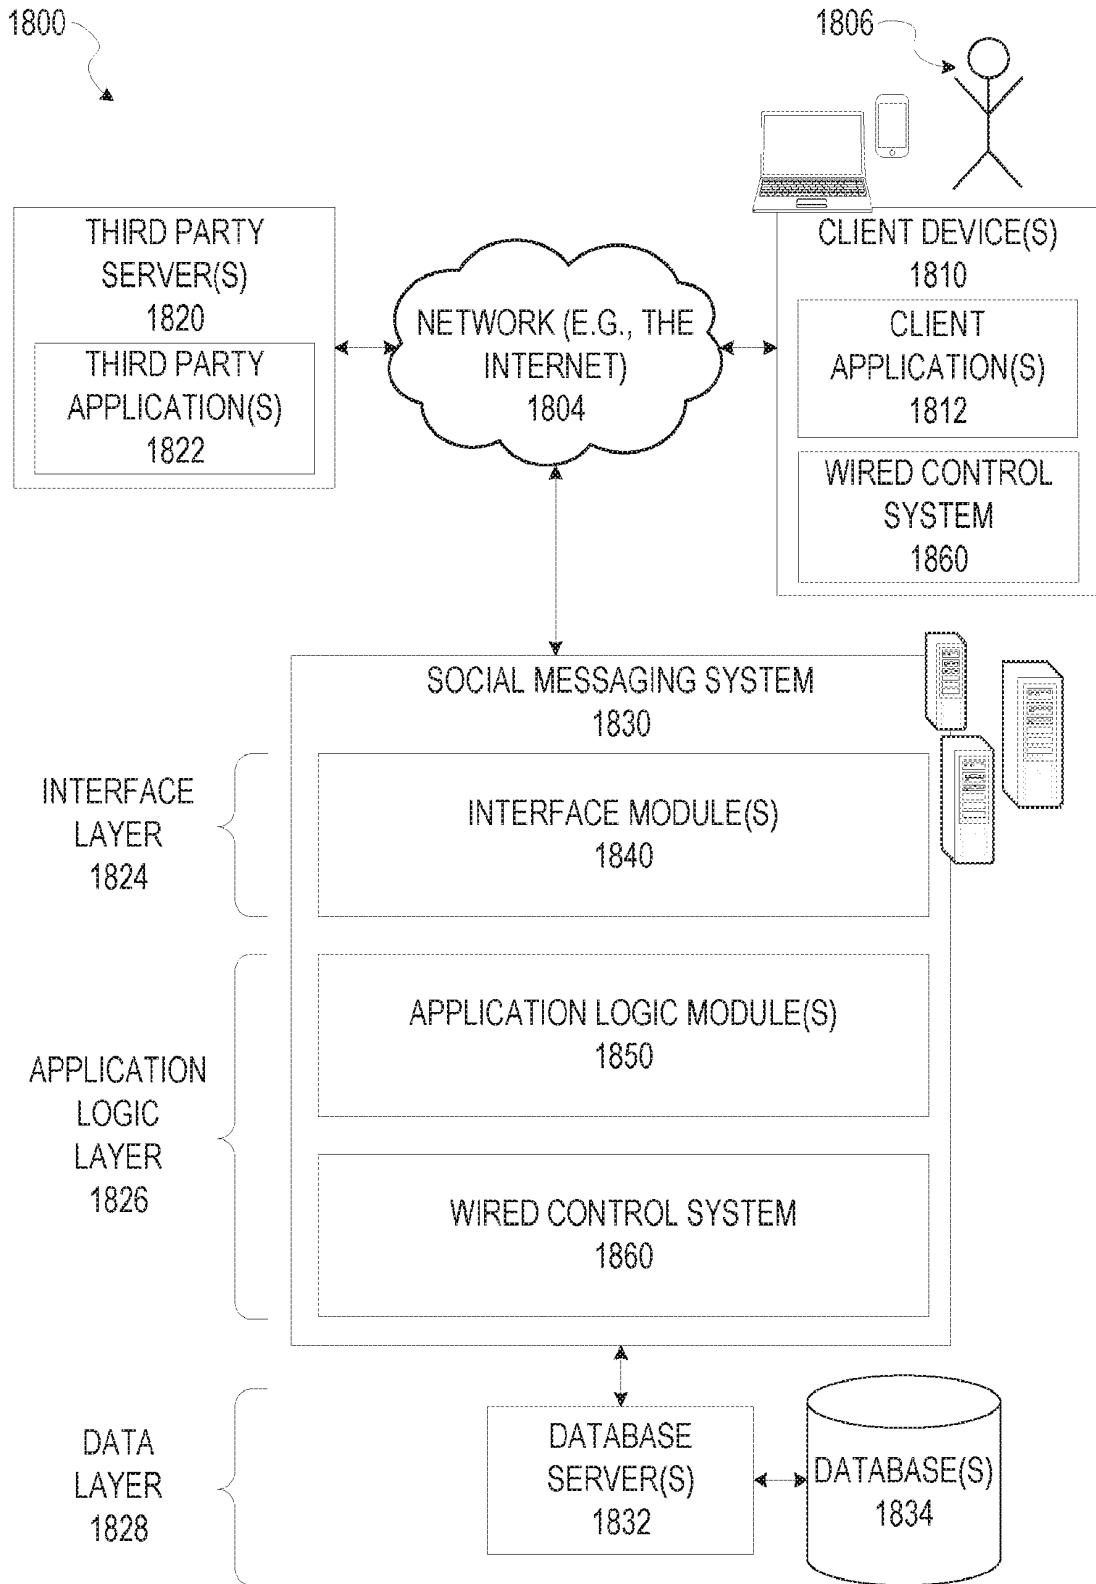 1800
1806
THIRD PARTY
SERVER(S)
1820
THIRD PARTY
APPLICATION(S)
1822
NETWORK (E.G., THE
INTERNET)
1804
CLIENT DEVICE(S)
1810
CLIENT
APPLICATION(S)
1812
WIRED CONTROL
SYSTEM
1860
SOCIAL MESSAGING SYSTEM
1830
INTERFACE
LAYER
1824
INTERFACE MODULE(S)
1840
APPLICATION
LOGIC
LAYER
1826
APPLICATION LOGIC MODULE(S)
1850
WIRED CONTROL SYSTEM
1860
DATA
LAYER
1828
DATABASE
SERVER(S)
1832
DATABASE(S)
1834